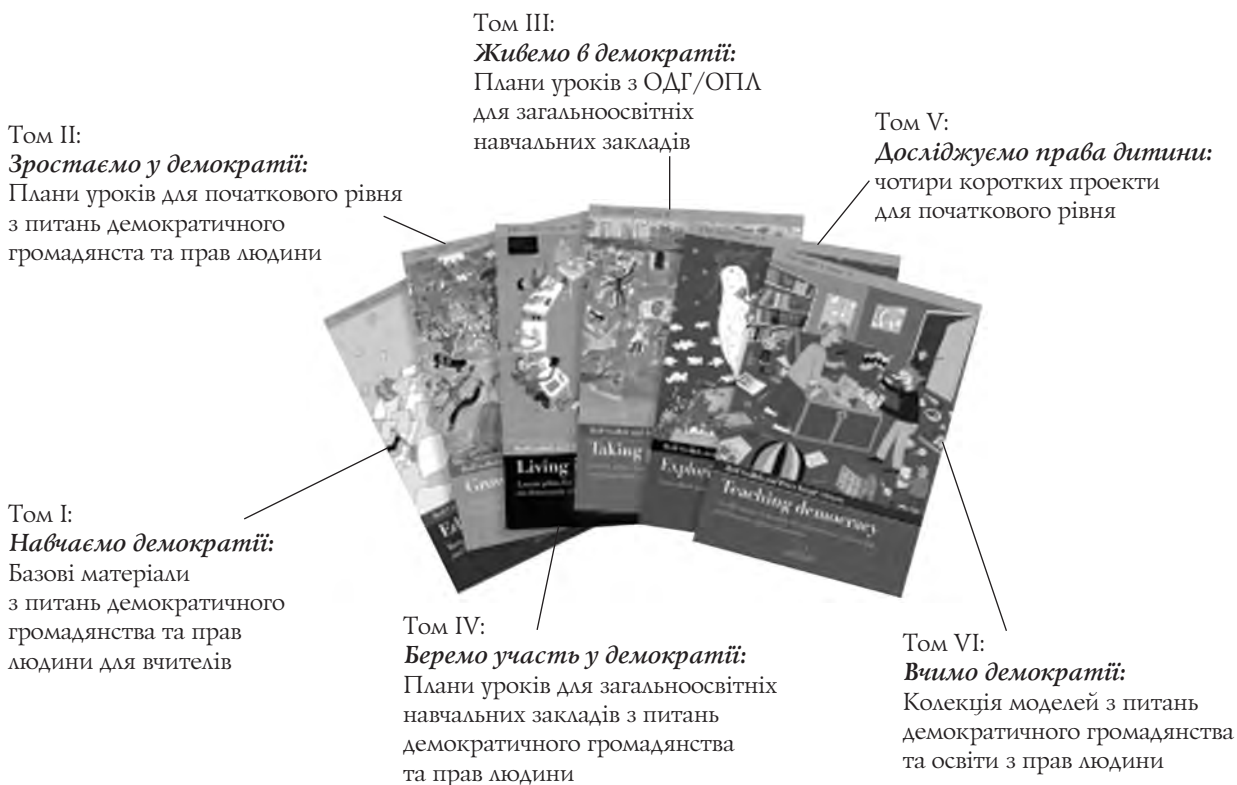 Том III:
Живемо в демократії:
Плани уроків з ОДГ/ОПЛ
для загальноосвітніх
навчальних закладів
Том II:
Зростаємо у демократії:
Плани уроків для початкового рівня
з питань демократичного
громадянста та прав людини
Том V:
Досліджуємо права дитини:
чотири коротких проекти
для початкового рівня
Living
Taking
Explor
Teaching democracy
Том I:
Навчаємо демократії:
Базові матеріали
з питань демократичного
громадянства та прав
людини для вчителів
Том IV:
Беремо участь у демократії:
Плани уроків для загальноосвітніх
навчальних закладів з питань
демократичного громадянства
та прав людини
Том VI:
Вчимо демократії:
Колекція моделей з питань
демократичного громадянства
та освіти з прав людини